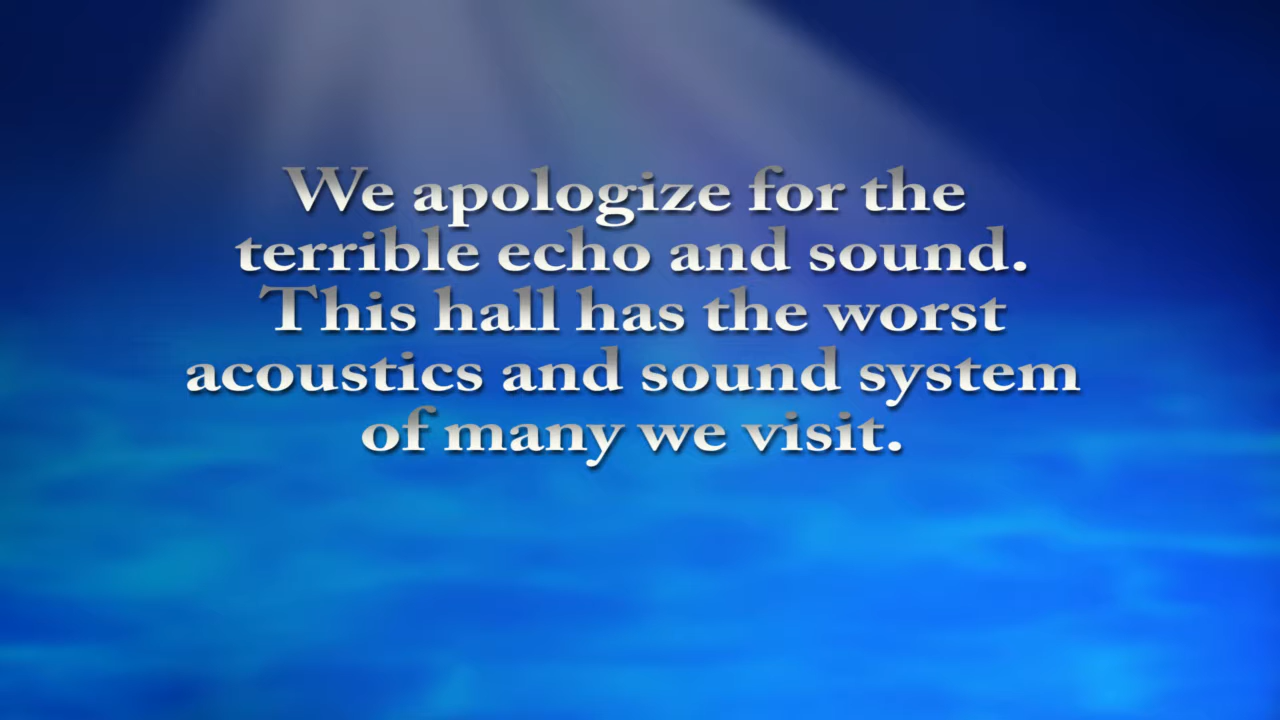 We apologize for the
terrible echo and sound.
This hall has the worst
acoustics and sound system
of many we visit.